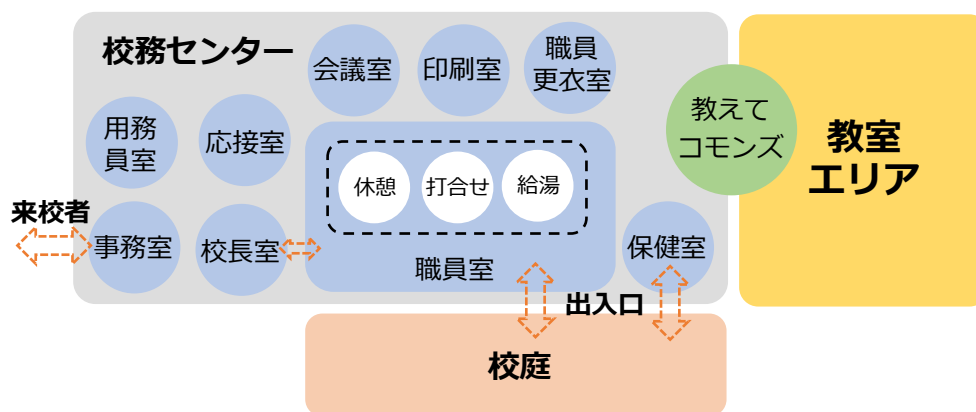 校務センター
会議室
印刷室
職員
更衣室
教えて
コモンズ
教室
エリア
用務
員室
応接室
休憩
打合せ
給湯
来校者
事務室
校長室
職員室
保健室
出入口
校庭